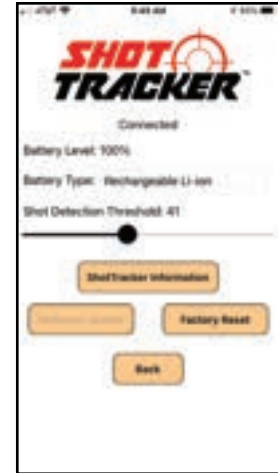 SHOT
TRACKER
Connected
Battery Level: 100%
Battery Type: Rechargeable Li-ion
Shot Detection Threshold: 41
ShotTracker Information
Factory Reset
Back